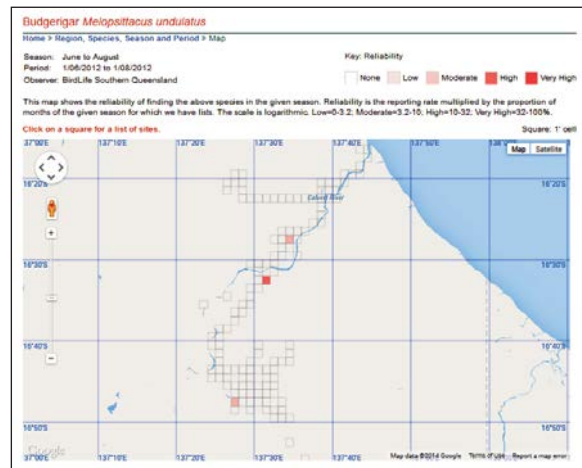 Budgerigar Melopsittacus undulatus
Home > Region, Species, Season and Period > Map
Season: June to August
Period: 1/06/2012 to 1/08/2012
Observer: BirdLife Southern Queensland
Key: Reliability
None Low Moderate High Very High
This map shows the reliability of finding the above species in the given season. Reliability is the reporting rate multiplied by the proportion of
months of the given season for which we have lists. The scale is logarithmic. Low=0-3.2; Moderate=3.2-10, High=10-32; Very High=32-100%.
Click on a square for a list of sites. Square: 1' cell
37°00'E 137°10'E 137°20'E 137°30'E 137°40'E
Map Satellite
16°20'S 16°20'S
Calvert River
16°30'S 16°30'S
16°40'S 16°40'S
16°50'S 16°50'S
Google Map data ©2014 Google Terms of Use Report a map error
37°00'E 137°10'E 137°20'E 137°30'E 137°40'E